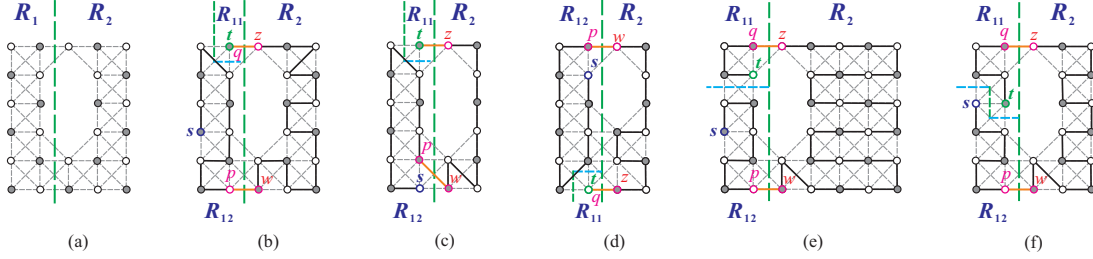 R1 R2
R11 R2
t q z
s
p w
R12
R11 R2
t q z
p
s w
R12
R12 R2
p w
s
t q z
R11
R11 R2
q z
t
s
p w
R12
R11 R2
q z
s t
p w
R12
(a) (b) (c) (d) (e) (f)